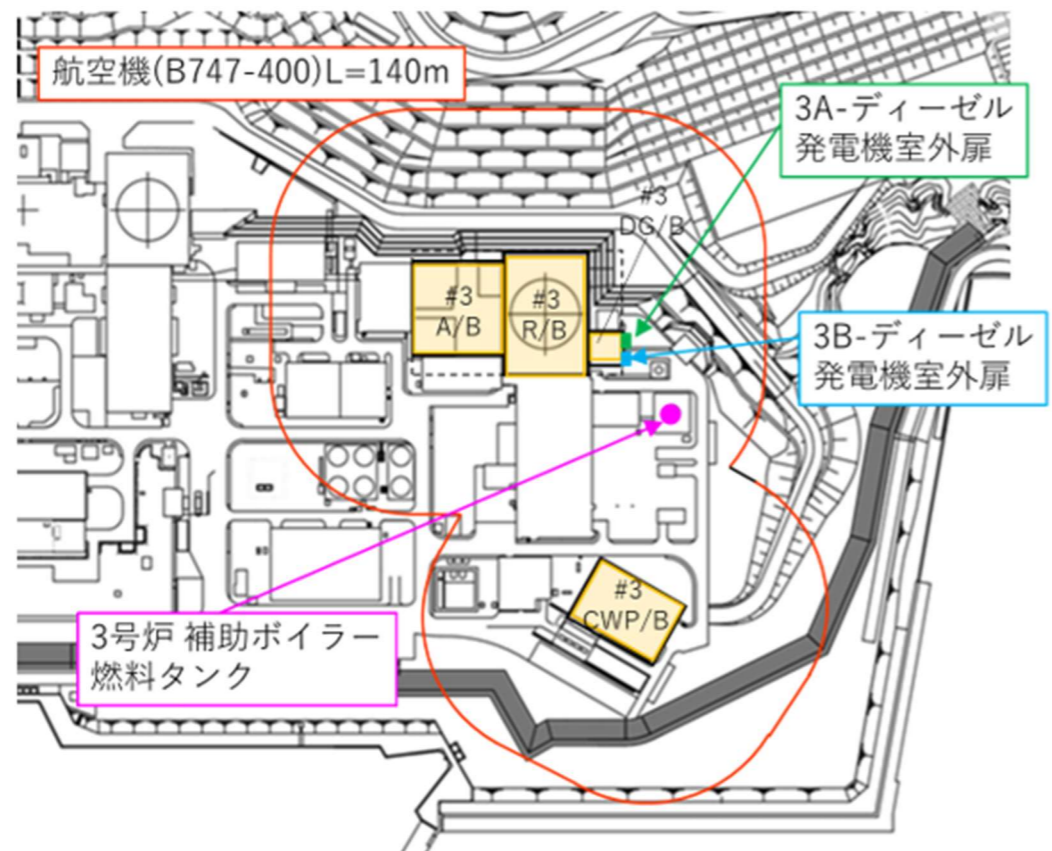 航空機(B747-400)L=140m
3A-ディーゼル
発電機室外扉
#3
DG/B
#3
A/B
#3
R/B
3B-ディーゼル
発電機室外扉
#3
CWP/B
3号炉 補助ボイラー
燃料タンク